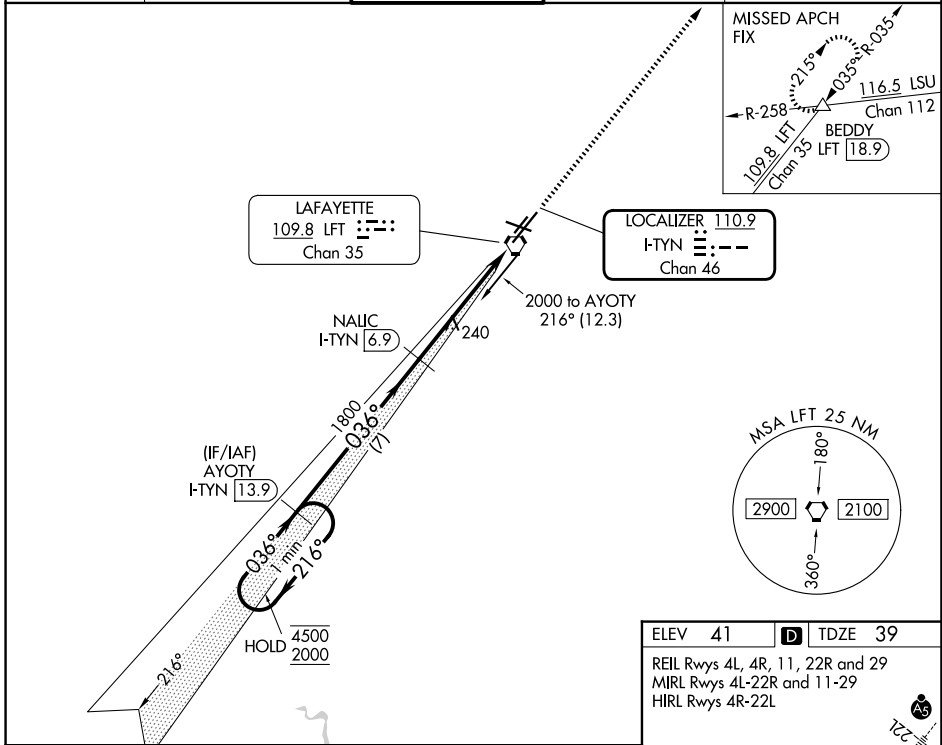 MISSED APCH
FIX
215°
035°
R-035
R-258
116.5 LSU
Chan 112
BEDDY
LFT 18.9
109.8 LFT
Chan 35
LAFAYETTE
109.8 LFT
Chan 35
LOCALIZER 110.9
I-TYN
Chan 46
2000 to AYOTY
216° (12.3)
NALIC
I-TYN 6.9
240
1800
036°
(7)
(IF/IAF)
AYOTY
I-TYN 13.9
036°
1 min
216°
HOLD 4500
2000
216°
MSA LFT 25 NM
180°
2900
2100
360°
ELEV 41 D TDZE 39
REIL Rwys 4L, 4R, 11, 22R and 29
MIRL Rwys 4L-22R and 11-29
HIRL Rwys 4R-22L
A5
22L